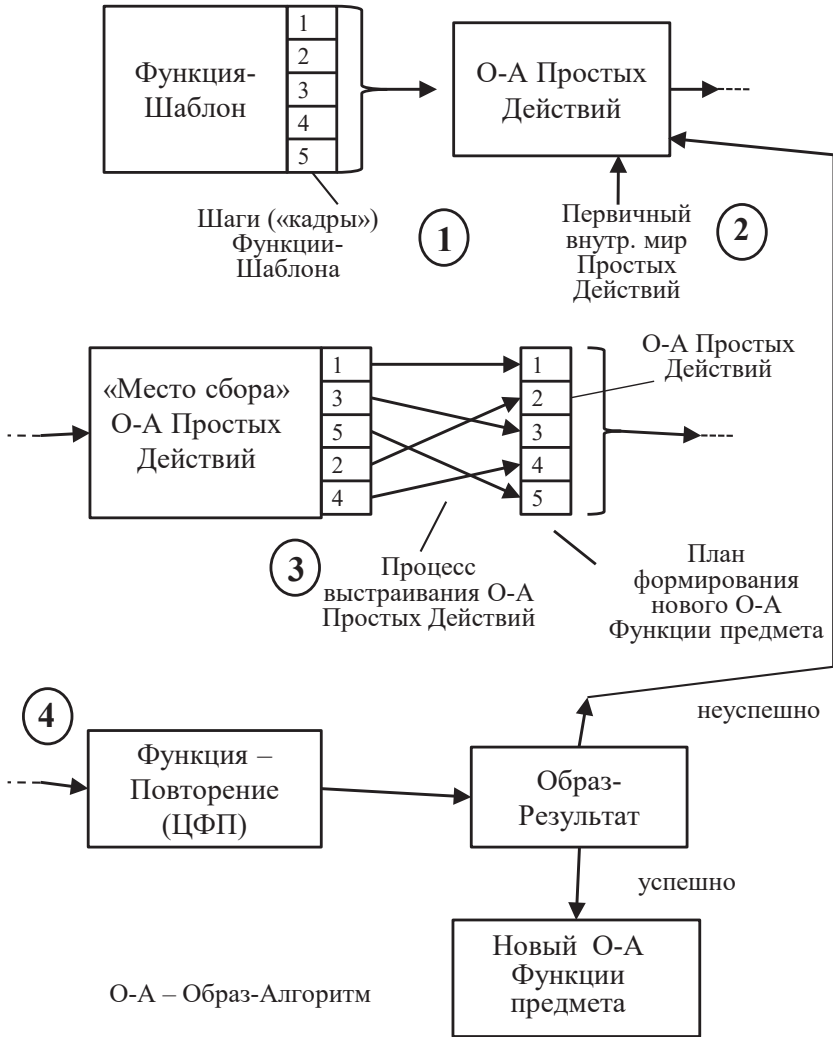 Функция-
Шаблон
1
2
3
4
5
О-А Простых
Действий
Шаги («кадры»)
Функции-
Шаблона
1
Первичный
внутр. мир
Простых
Действий
2
«Место сбора»
О-А Простых
Действий
1
3
5
2
4
1
2
3
4
5
О-А Простых
Действий
3
Процесс
выстраивания О-А
Простых Действий
План
формирования
нового О-А
Функции предмета
4
Функция –
Повторение
(ЦФП)
Образ-
Результат
неуспешно
успешно
Новый О-А
Функции
предмета
О-А – Образ-Алгоритм